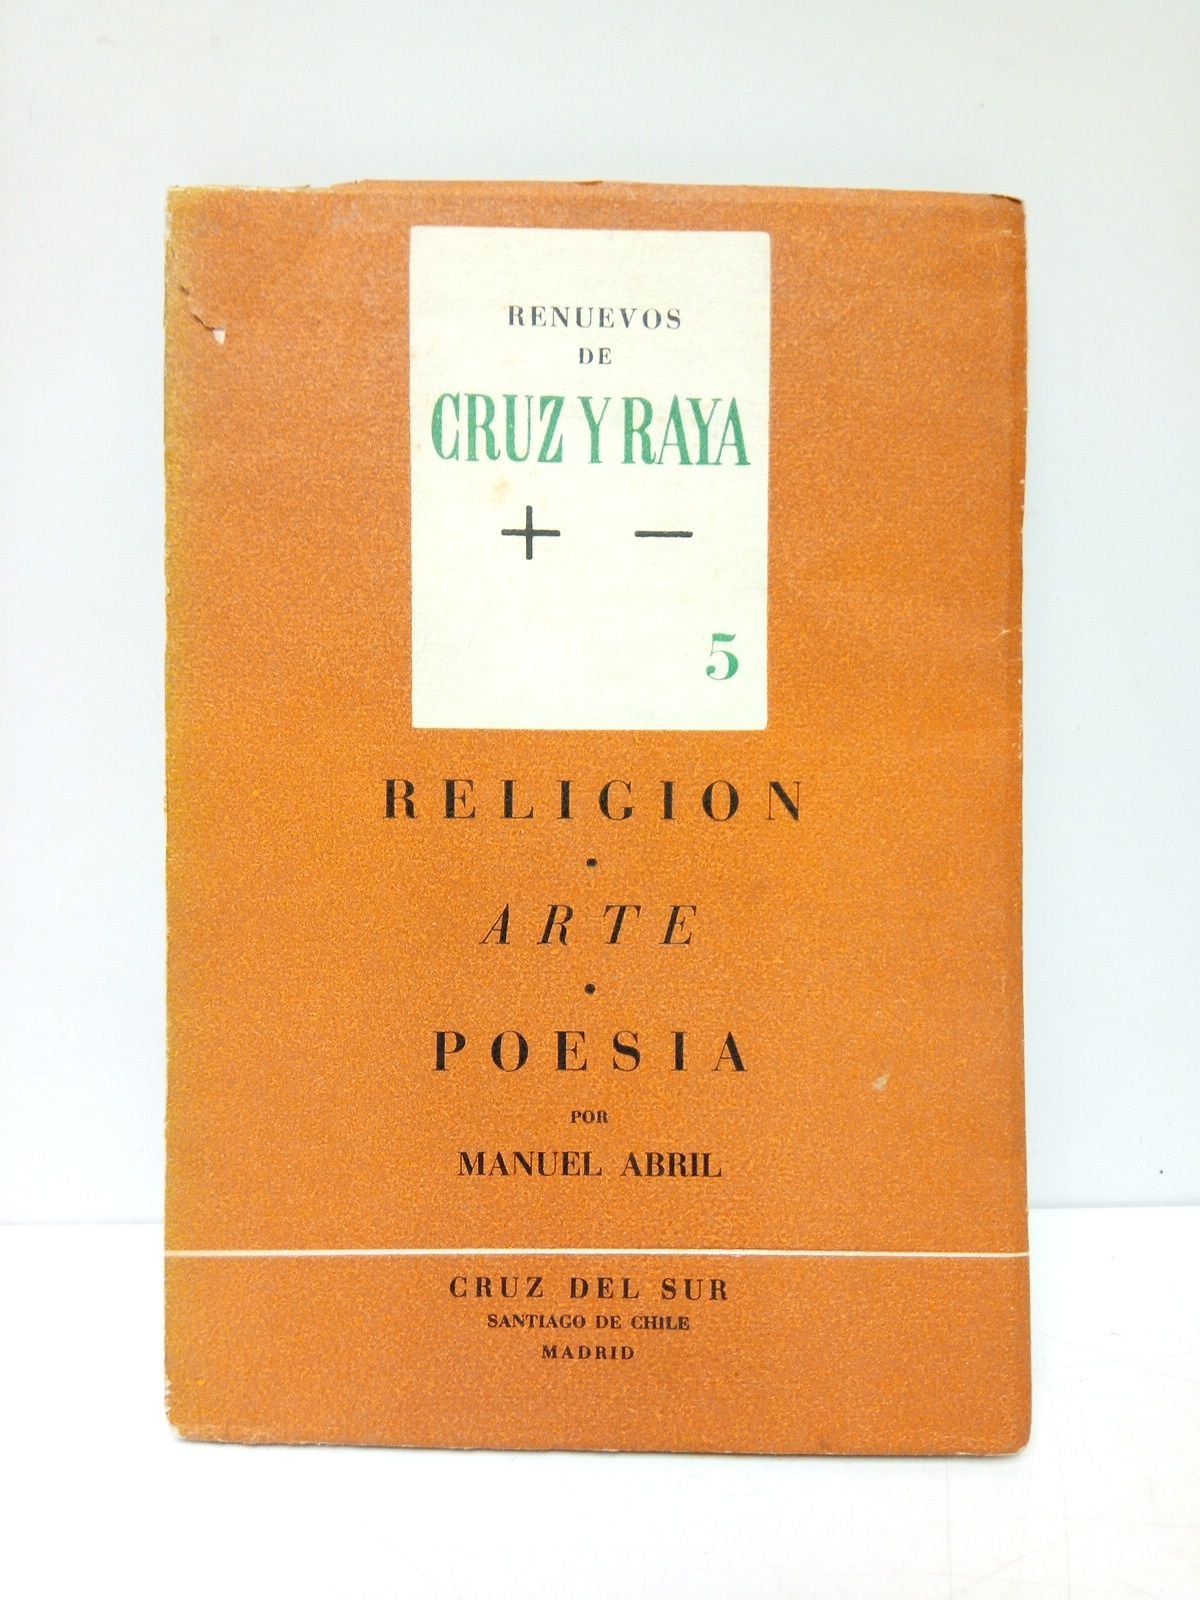 RENUEVOS
DE
CRUZ Y RAYA
+ −
5
RELIGION
•
ARTE
•
POESIA
POR
MANUEL ABRIL
CRUZ DEL SUR
SANTIAGO DE CHILE
MADRID